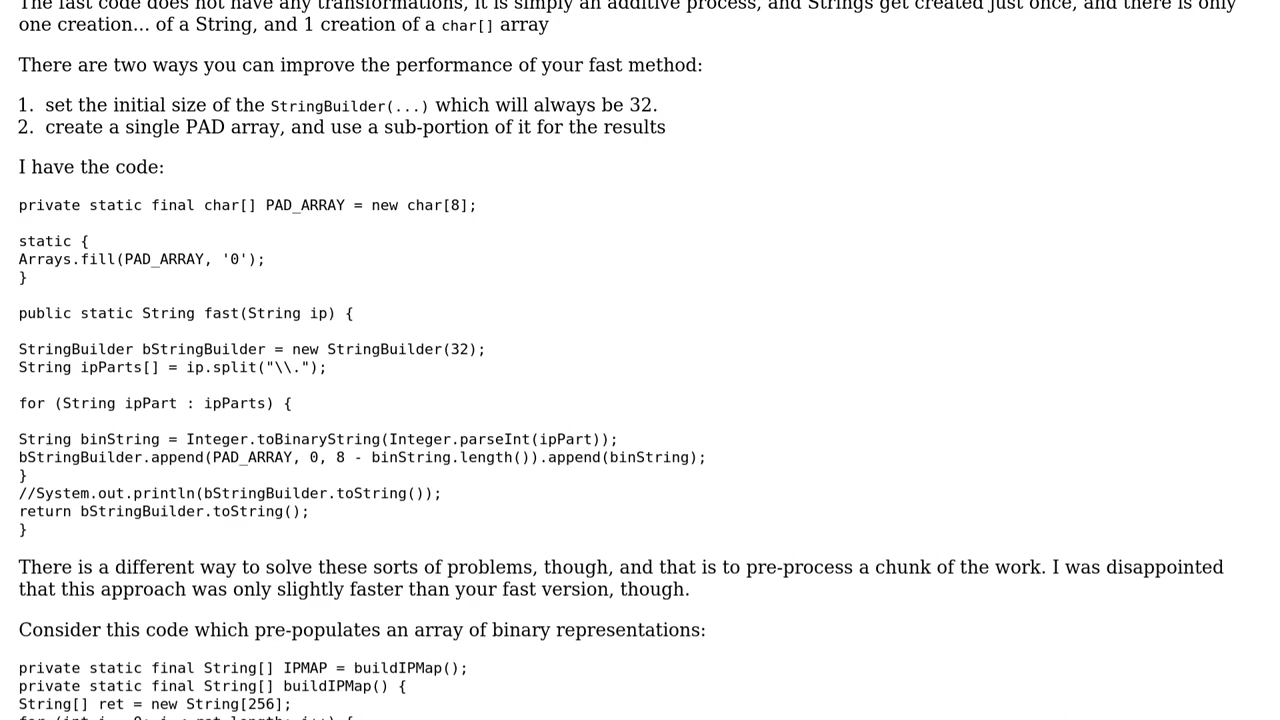 The fast code does not have any transformations, it is simply an additive process, and Strings get created just once, and there is only
one creation... of a String, and 1 creation of a char[] array
There are two ways you can improve the performance of your fast method:
1. set the initial size of the StringBuilder(...) which will always be 32.
2. create a single PAD array, and use a sub-portion of it for the results
I have the code:
private static final char[] PAD_ARRAY = new char[8];
static {
Arrays.fill(PAD_ARRAY, '0');
}
public static String fast(String ip) {
StringBuilder bStringBuilder = new StringBuilder(32);
String ipParts[] = ip.split("\\.");
for (String ipPart : ipParts) {
String binString = Integer.toBinaryString(Integer.parseInt(ipPart));
bStringBuilder.append(PAD_ARRAY, 0, 8 - binString.length()).append(binString);
}
//System.out.println(bStringBuilder.toString());
return bStringBuilder.toString();
}
There is a different way to solve these sorts of problems, though, and that is to pre-process a chunk of the work. I was disappointed
that this approach was only slightly faster than your fast version, though.
Consider this code which pre-populates an array of binary representations:
private static final String[] IPMAP = buildIPMap();
private static final String[] buildIPMap() {
String[] ret = new String[256];
for (int i = 0; i < ret.length; i++) {